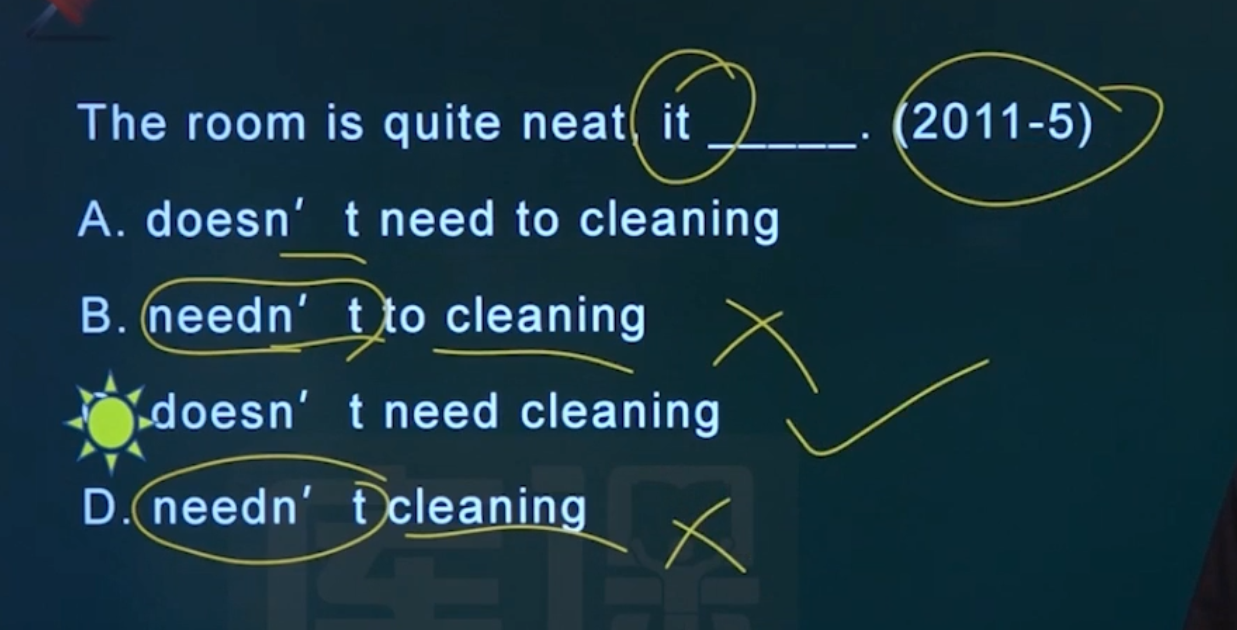 The room is quite neat, it _____. (2011-5)
A. doesn' t need to cleaning
B. needn' t to cleaning
doesn' t need cleaning
D. needn' t cleaning